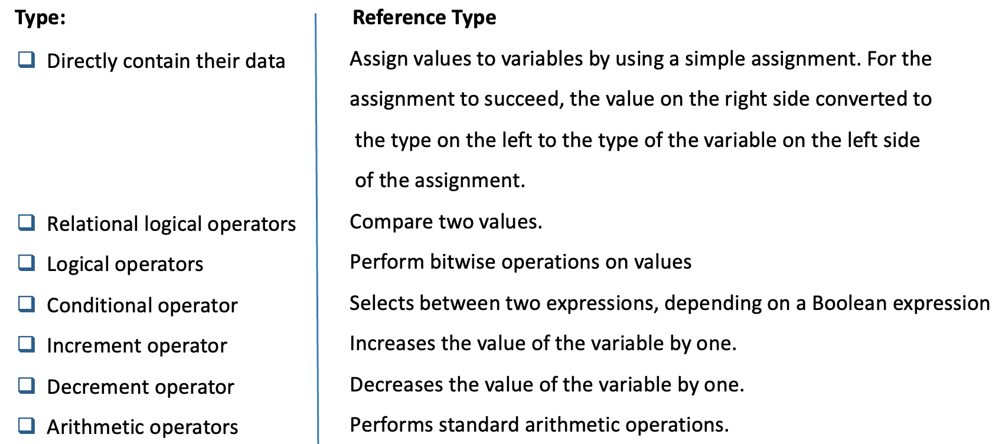 Type:
Reference Type
Directly contain their data
Assign values to variables by using a simple assignment. For the
assignment to succeed, the value on the right side converted to
the type on the left to the type of the variable on the left side
of the assignment.
Relational logical operators
Compare two values.
Logical operators
Perform bitwise operations on values
Conditional operator
Selects between two expressions, depending on a Boolean expression
Increment operator
Increases the value of the variable by one.
Decrement operator
Decreases the value of the variable by one.
Arithmetic operators
Performs standard arithmetic operations.